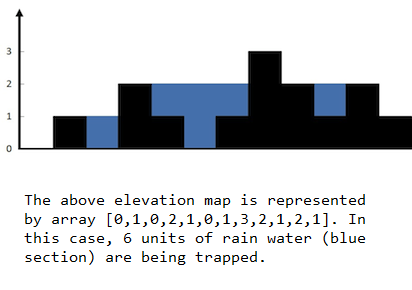 3
2
1
0
The above elevation map is represented
by array [0,1,0,2,1,0,1,3,2,1,2,1]. In
this case, 6 units of rain water (blue
section) are being trapped.